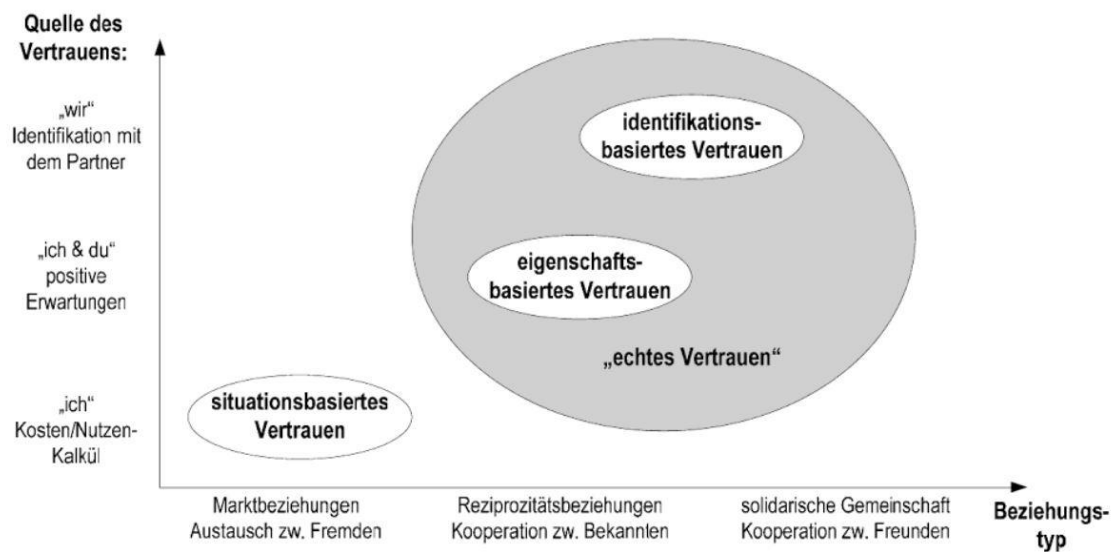 Quelle des
Vertrauens:
„wir“
Identifikation mit
dem Partner
identifikations-
basiertes Vertrauen
„ich & du“
positive
Erwartungen
eigenschafts-
basiertes Vertrauen
„echtes Vertrauen“
„ich“
Kosten/Nutzen-
Kalkül
situationsbasiertes
Vertrauen
Marktbeziehungen
Austausch zw. Fremden
Reziprozitätsbeziehungen
Kooperation zw. Bekannten
solidarische Gemeinschaft
Kooperation zw. Freunden
Beziehungs-
typ